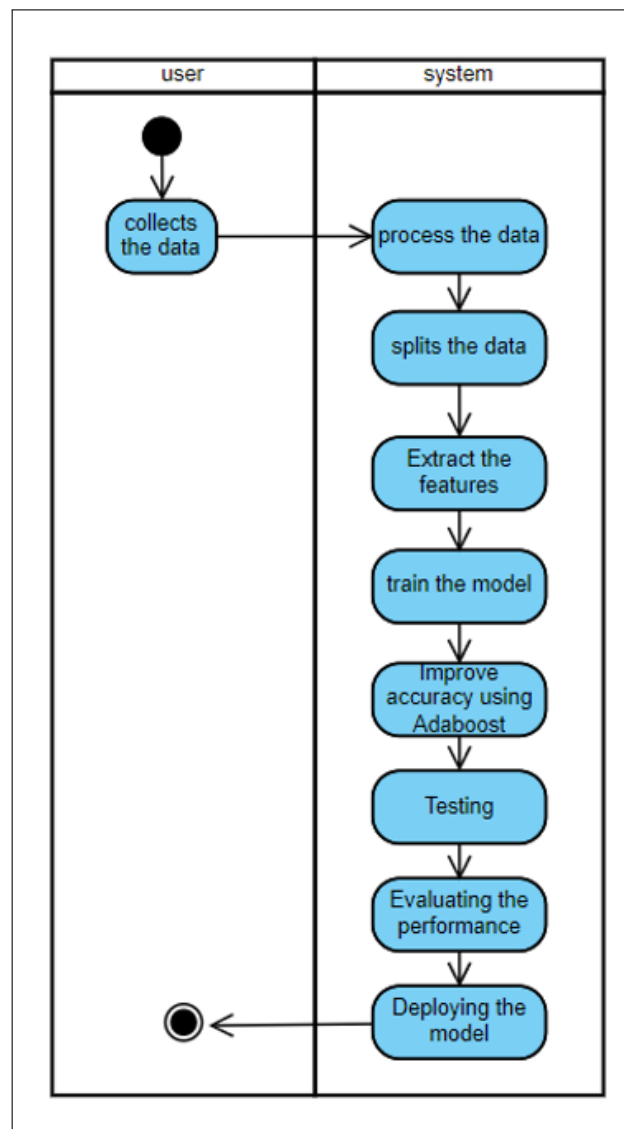 user
system
collects
the data
process the data
splits the data
Extract the
features
train the model
Improve
accuracy using
Adaboost
Testing
Evaluating the
performance
Deploying the
model